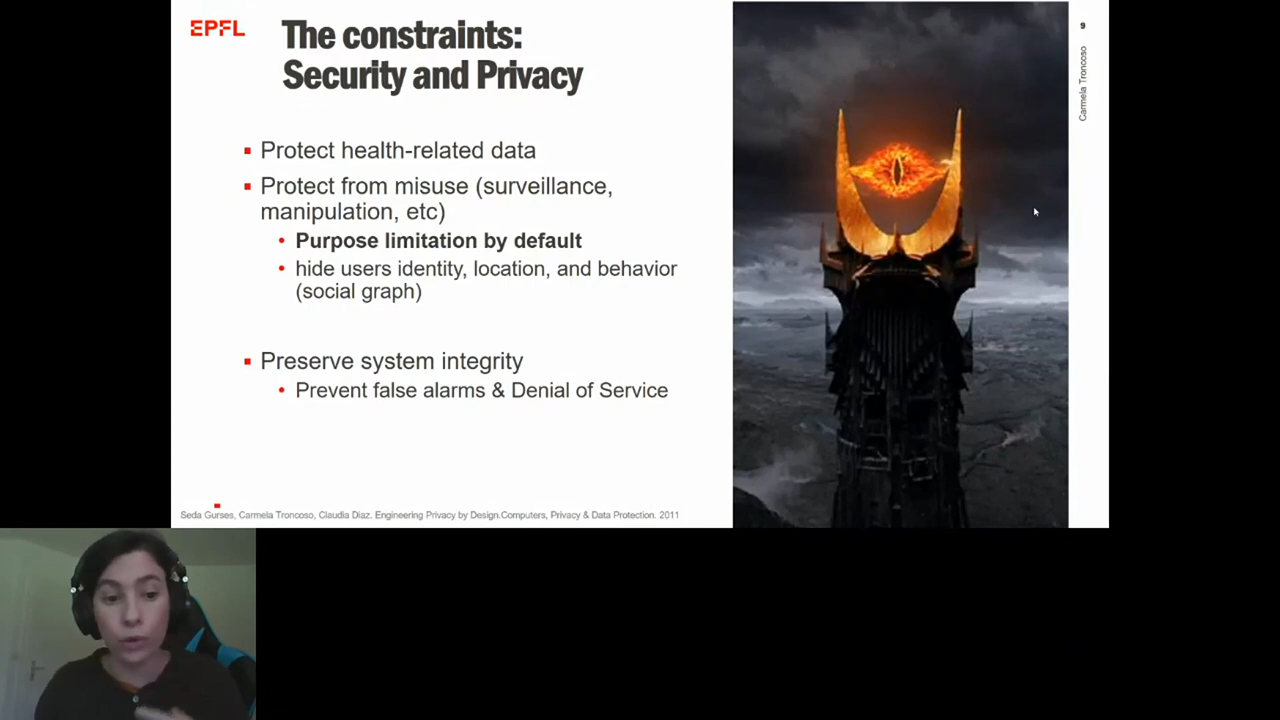 EPFL
The constraints:
Security and Privacy
9
Carmela Troncoso
▪ Protect health-related data
▪ Protect from misuse (surveillance,
manipulation, etc)
• Purpose limitation by default
• hide users identity, location, and behavior
(social graph)
▪ Preserve system integrity
• Prevent false alarms & Denial of Service
Seda Gurses, Carmela Troncoso, Claudia Diaz. Engineering Privacy by Design.Computers, Privacy & Data Protection. 2011